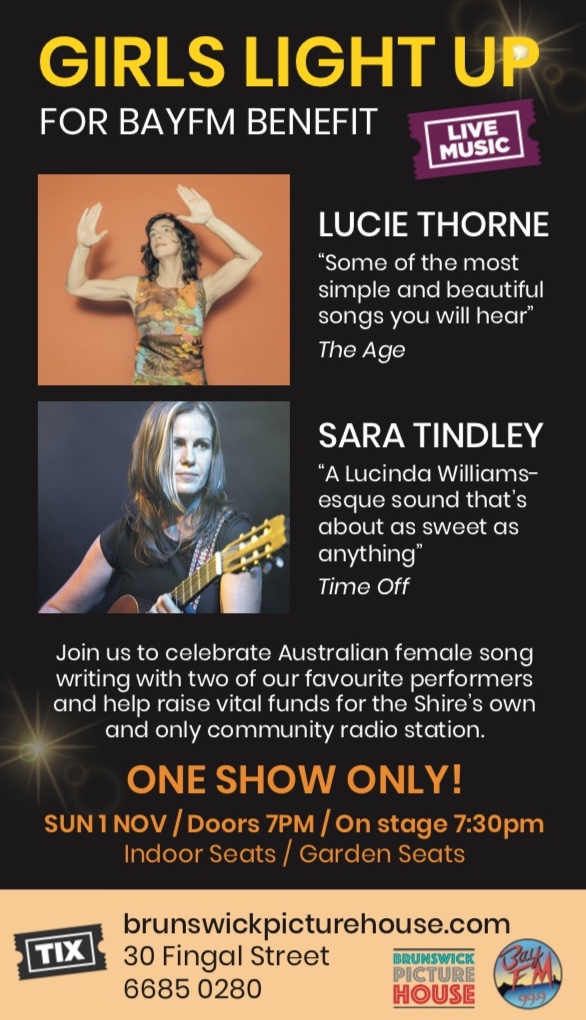 GIRLS LIGHT UP
FOR BAYFM BENEFIT
LIVE
MUSIC
LUCIE THORNE
“Some of the most
simple and beautiful
songs you will hear”
The Age
SARA TINDLEY
“A Lucinda Williams-
esque sound that’s
about as sweet as
anything”
Time Off
Join us to celebrate Australian female song
writing with two of our favourite performers
and help raise vital funds for the Shire’s own
and only community radio station.
ONE SHOW ONLY!
SUN 1 NOV / Doors 7PM / On stage 7:30pm
Indoor Seats / Garden Seats
TIX
brunswickpicturehouse.com
30 Fingal Street
6685 0280
BRUNSWICK
PICTURE
HOUSE
Bay
FM
99.9